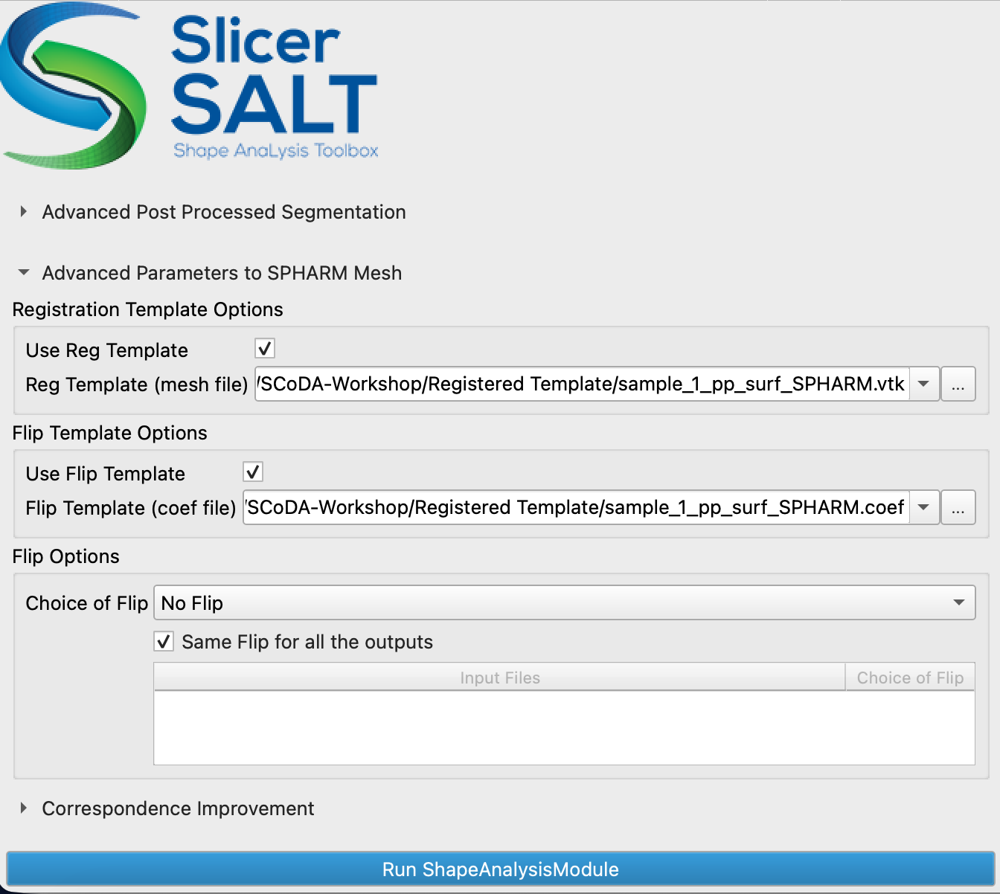 Slicer
SALT
Shape AnaLysis Toolbox
Advanced Post Processed Segmentation
Advanced Parameters to SPHARM Mesh
Registration Template Options
Use Reg Template
Reg Template (mesh file) /SCoDA-Workshop/Registered Template/sample_1_pp_surf_SPHARM.vtk ...
Flip Template Options
Use Flip Template
Flip Template (coef file) /SCoDA-Workshop/Registered Template/sample_1_pp_surf_SPHARM.coef ...
Flip Options
Choice of Flip No Flip
Same Flip for all the outputs
Input Files Choice of Flip
Correspondence Improvement
Run ShapeAnalysisModule